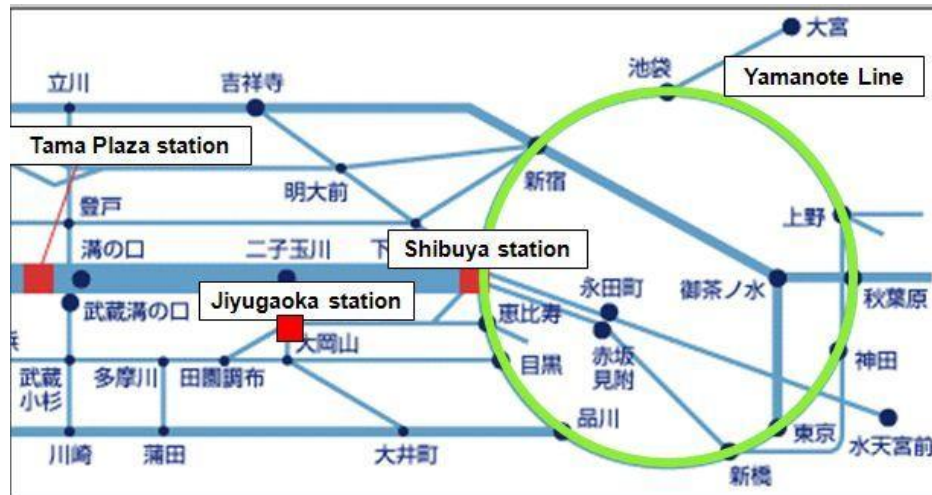 大宮
池袋
Yamanote Line
立川
吉祥寺
Tama Plaza station
明大前
新宿
登戸
上野
溝の口
二子玉川
下
Shibuya station
永田町
御茶ノ水
秋葉原
武蔵溝の口
Jiyugaoka station
恵比寿
大岡山
赤坂
見附
浜
武蔵
小杉
多摩川
田園調布
目黒
神田
品川
東京
水天宮前
川崎
蒲田
大井町
新橋